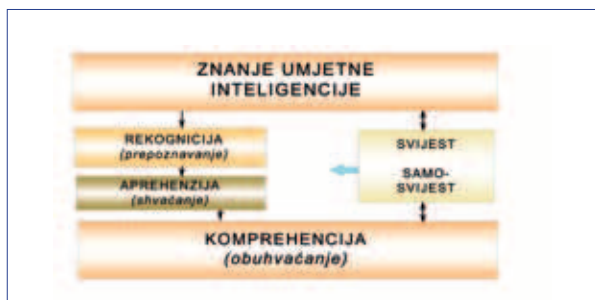 ZNANJE UMJETNE
INTELIGENCIJE
REKOGNICIJA
(prepoznavanje)
APREHENZIJA
(shvaćanje)
SVIJEST
SAMO-
SVIJEST
KOMPREHENCIJA
(obuhvaćanje)